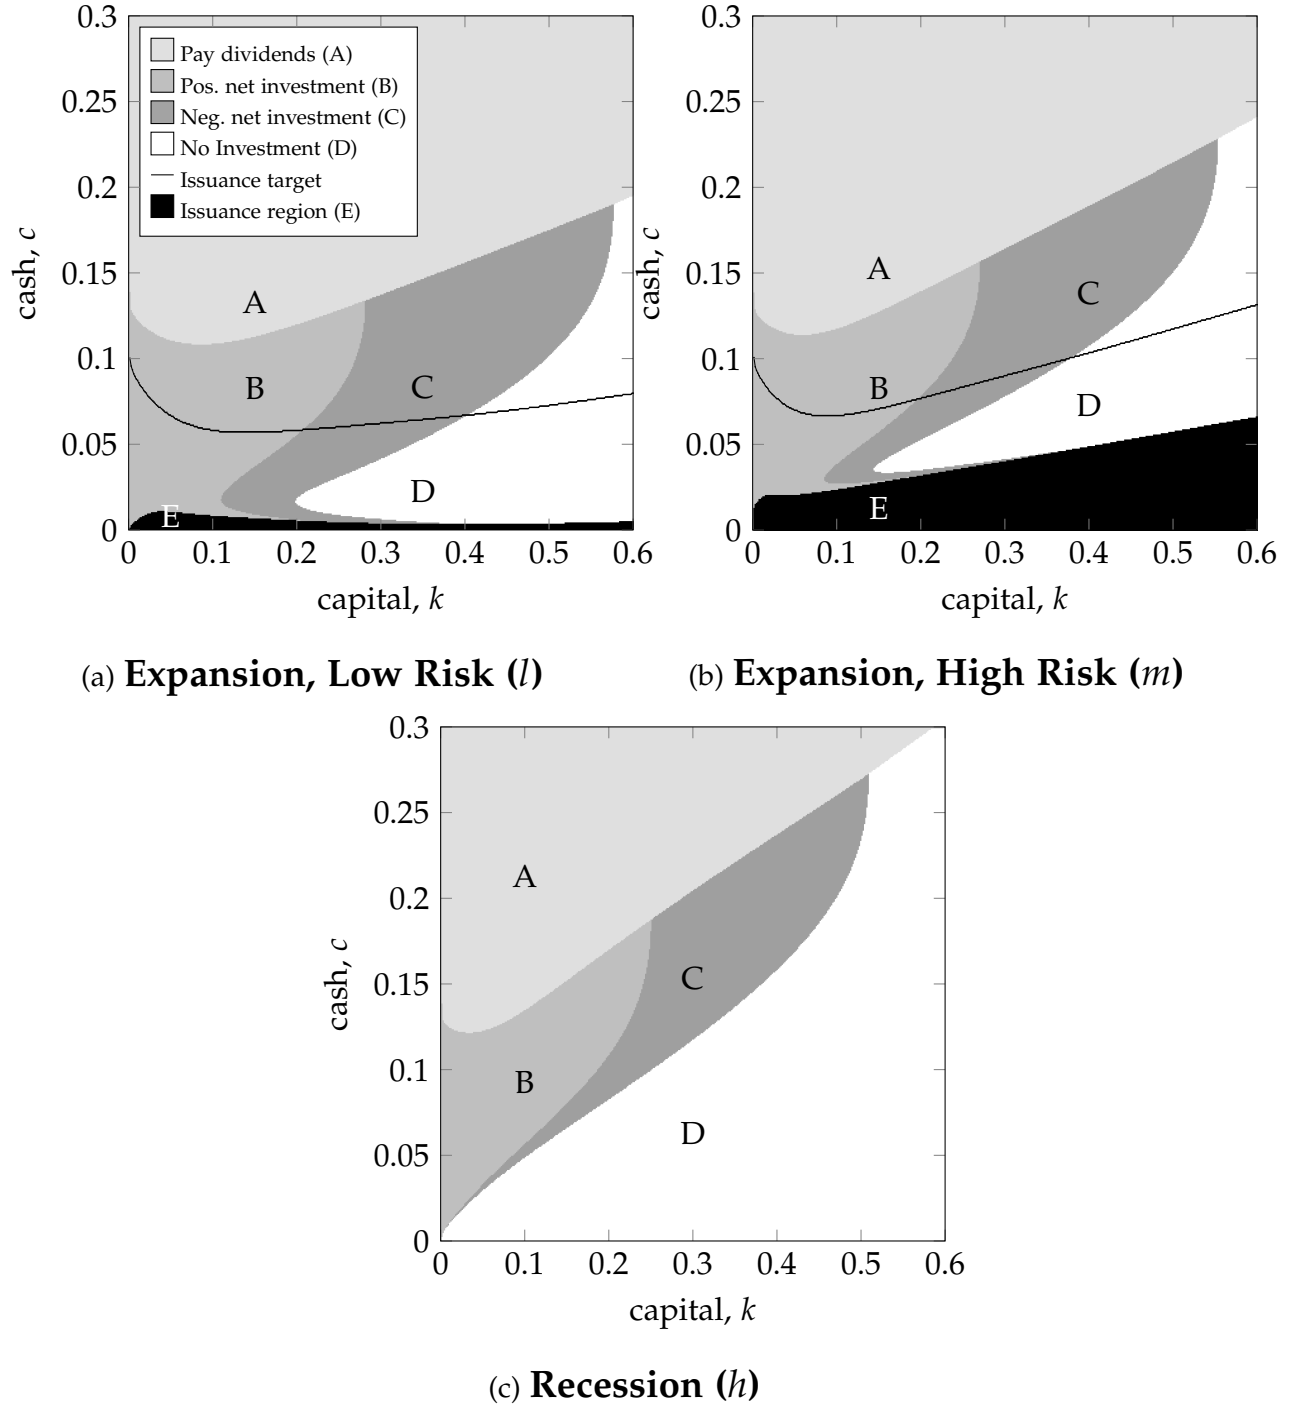 0.3
0.25
0.2
0.15
0.1
0.05
0
cash, c
Pay dividends (A)
Pos. net investment (B)
Neg. net investment (C)
No Investment (D)
Issuance target
Issuance region (E)
A
B
C
D
E
0 0.1 0.2 0.3 0.4 0.5 0.6
capital, k
(a) Expansion, Low Risk (l)
0.3
0.25
0.2
0.15
0.1
0.05
0
cash, c
A
C
B
D
E
0 0.1 0.2 0.3 0.4 0.5 0.6
capital, k
(b) Expansion, High Risk (m)
0.3
0.25
0.2
0.15
0.1
0.05
0
cash, c
A
C
B
D
0 0.1 0.2 0.3 0.4 0.5 0.6
capital, k
(c) Recession (h)